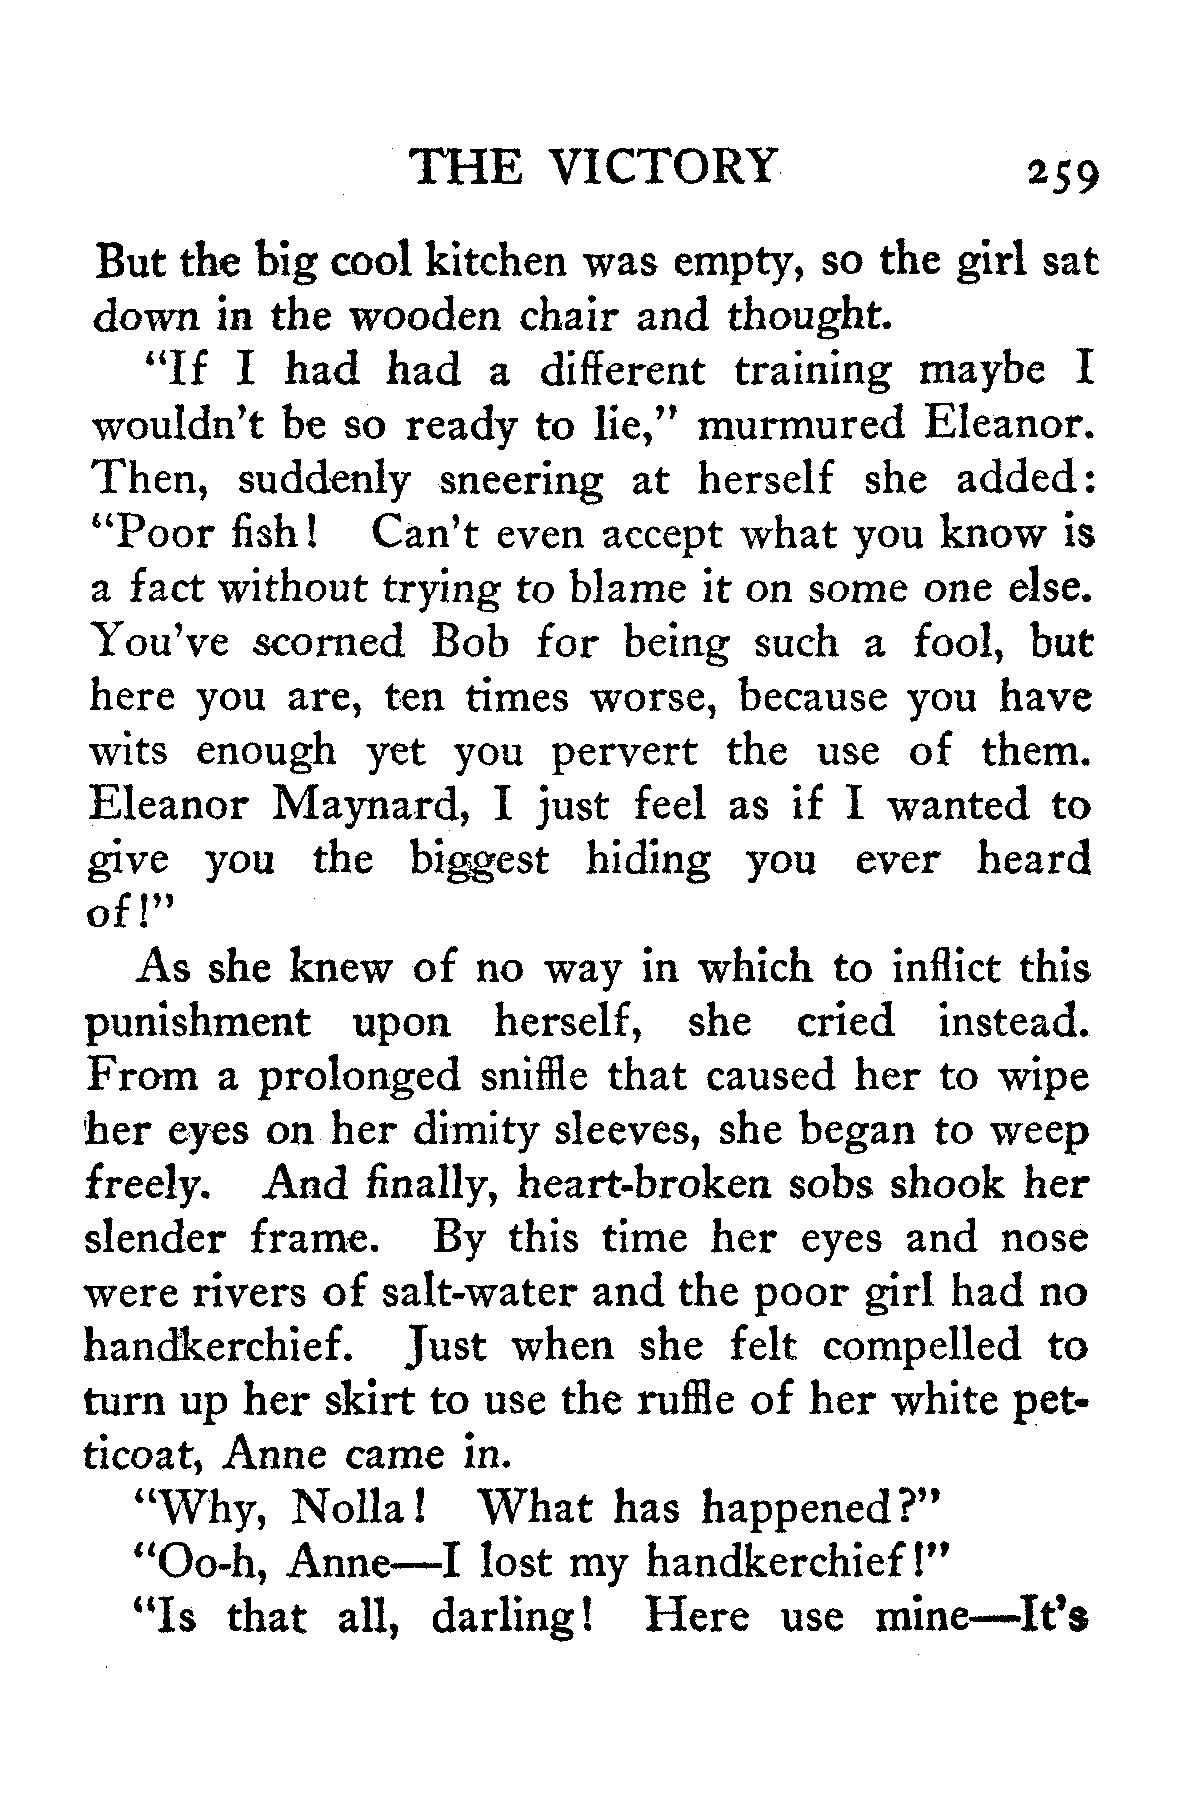 THE VICTORY 259
But the big cool kitchen was empty, so the girl sat
down in the wooden chair and thought.
"If I had had a different training maybe I
wouldn't be so ready to lie," murmured Eleanor.
Then, suddenly sneering at herself she added:
"Poor fish! Can't even accept what you know is
a fact without trying to blame it on some one else.
You've scorned Bob for being such a fool, but
here you are, ten times worse, because you have
wits enough yet you pervert the use of them.
Eleanor Maynard, I just feel as if I wanted to
give you the biggest hiding you ever heard
of!"
As she knew of no way in which to inflict this
punishment upon herself, she cried instead.
From a prolonged sniffle that caused her to wipe
her eyes on her dimity sleeves, she began to weep
freely. And finally, heart-broken sobs shook her
slender frame. By this time her eyes and nose
were rivers of salt-water and the poor girl had no
handkerchief. Just when she felt compelled to
turn up her skirt to use the ruffle of her white pet-
ticoat, Anne came in.
"Why, Nolla! What has happened?"
"Oo-h, Anne—I lost my handkerchief!"
"Is that all, darling! Here use mine—It's